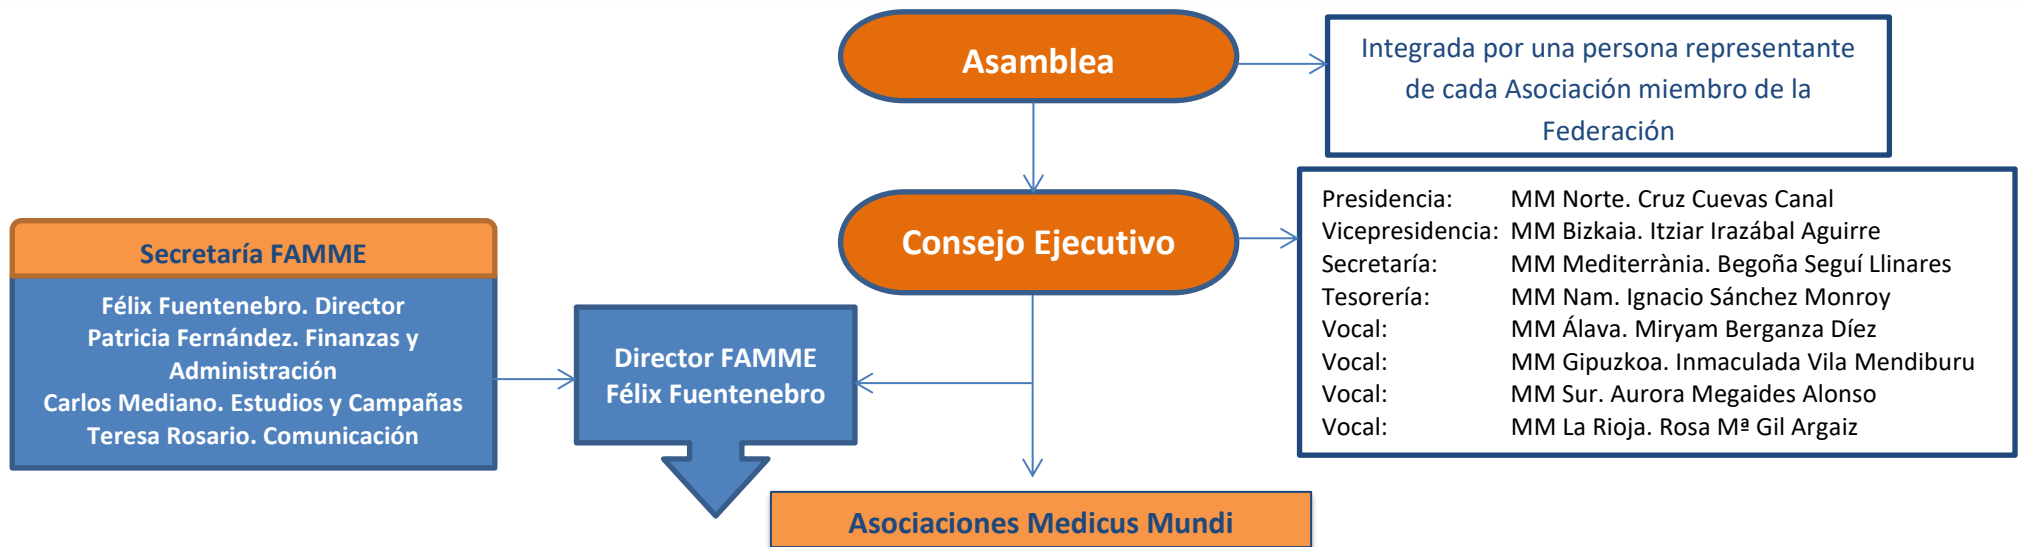 Asamblea
Integrada por una persona representante
de cada Asociación miembro de la
Federación
Consejo Ejecutivo
Presidencia: MM Norte. Cruz Cuevas Canal
Vicepresidencia: MM Bizkaia. Itziar Irazábal Aguirre
Secretaría: MM Mediterrània. Begoña Seguí Llinares
Tesorería: MM Nam. Ignacio Sánchez Monroy
Vocal: MM Álava. Miryam Berganza Díez
Vocal: MM Gipuzkoa. Inmaculada Vila Mendiburu
Vocal: MM Sur. Aurora Megaides Alonso
Vocal: MM La Rioja. Rosa Mª Gil Argaiz
Secretaría FAMME
Félix Fuentenebro. Director
Patricia Fernández. Finanzas y
Administración
Carlos Mediano. Estudios y Campañas
Teresa Rosario. Comunicación
Director FAMME
Félix Fuentenebro
Asociaciones Medicus Mundi